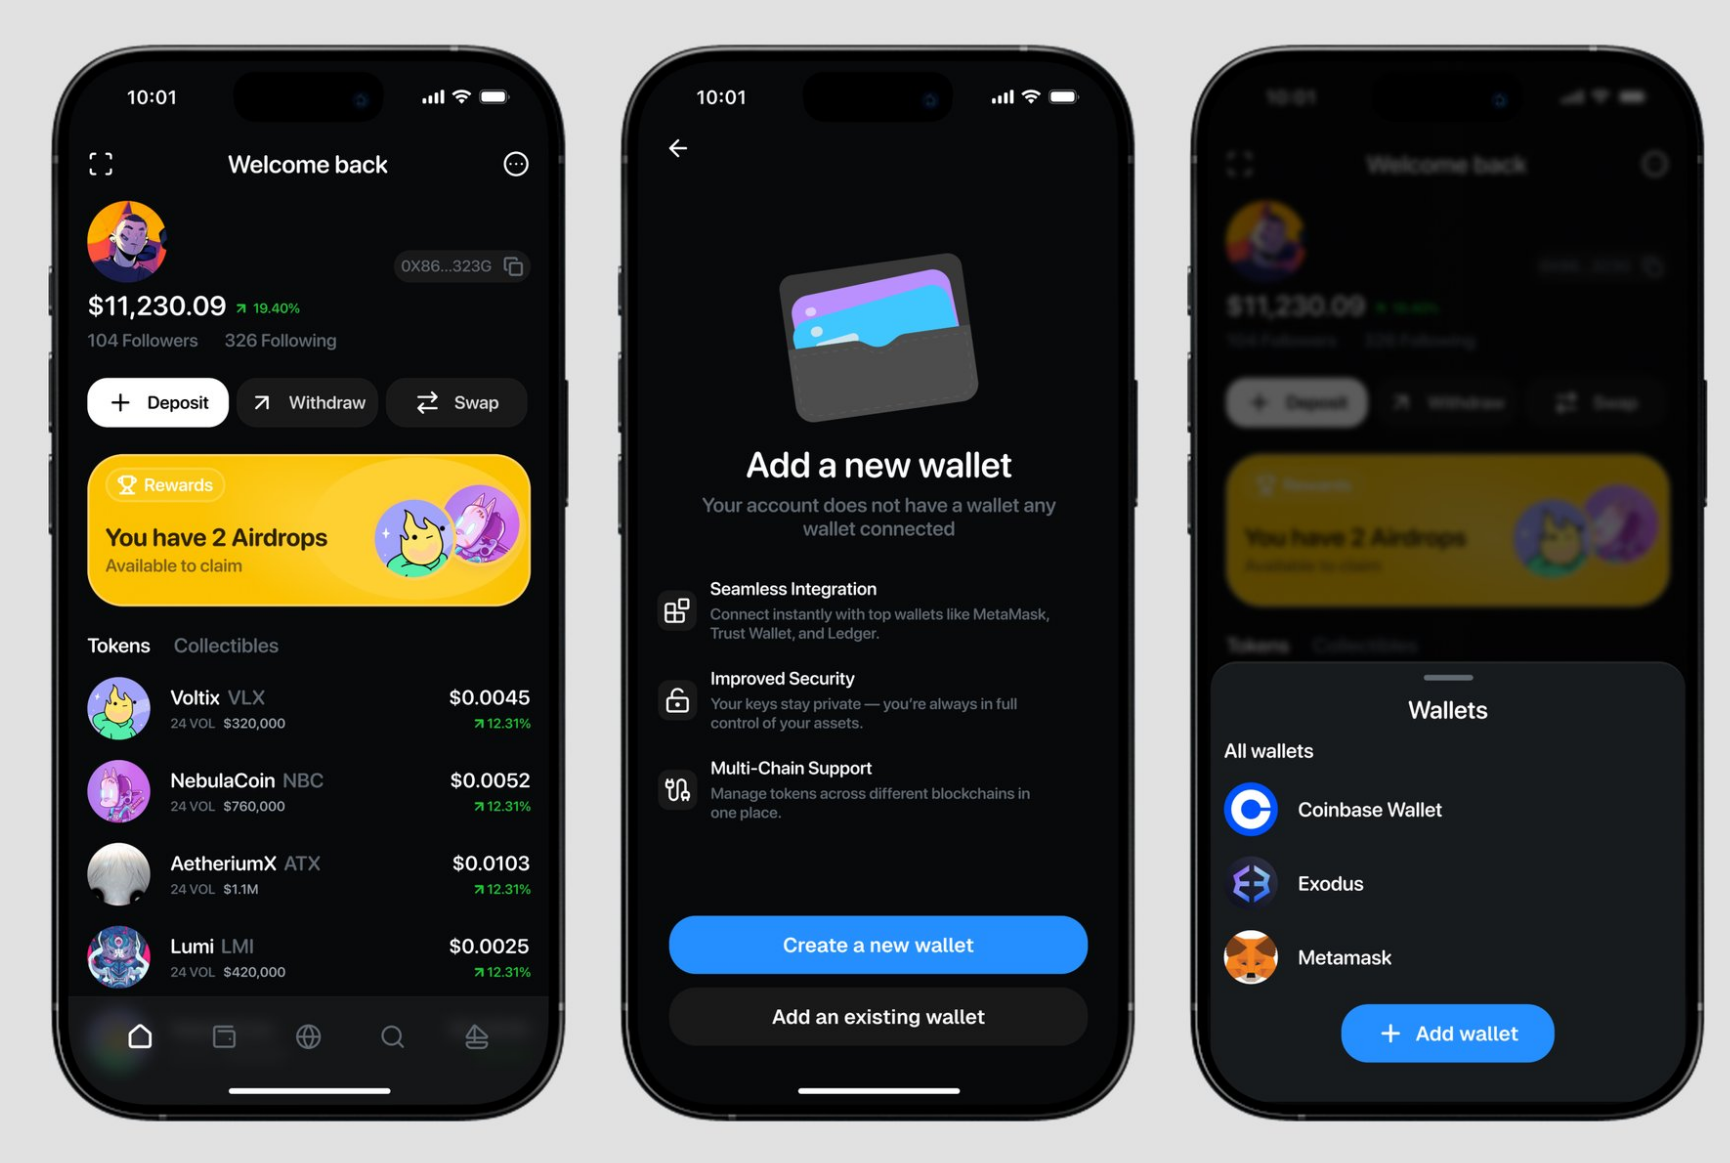 10:01
Welcome back
0X86...323G
$11,230.09 19.40%
104 Followers 326 Following
Deposit Withdraw Swap
Rewards
You have 2 Airdrops
Available to claim
Tokens Collectibles
Voltix VLX $0.0045
24 VOL $320,000 12.31%
NebulaCoin NBC $0.0052
24 VOL $760,000 12.31%
AetheriumX ATX $0.0103
24 VOL $1.1M 12.31%
Lumi LMI $0.0025
24 VOL $420,000 12.31%
10:01
Add a new wallet
Your account does not have a wallet any
wallet connected
Seamless Integration
Connect instantly with top wallets like MetaMask,
Trust Wallet, and Ledger.
Improved Security
Your keys stay private — you're always in full
control of your assets.
Multi-Chain Support
Manage tokens across different blockchains in
one place.
Create a new wallet
Add an existing wallet
10:01
Welcome back
$11,230.09
104 Followers 326 Following
Deposit Withdraw Swap
Rewards
You have 2 Airdrops
Available to claim
Tokens Collectibles
Wallets
All wallets
Coinbase Wallet
Exodus
Metamask
Add wallet